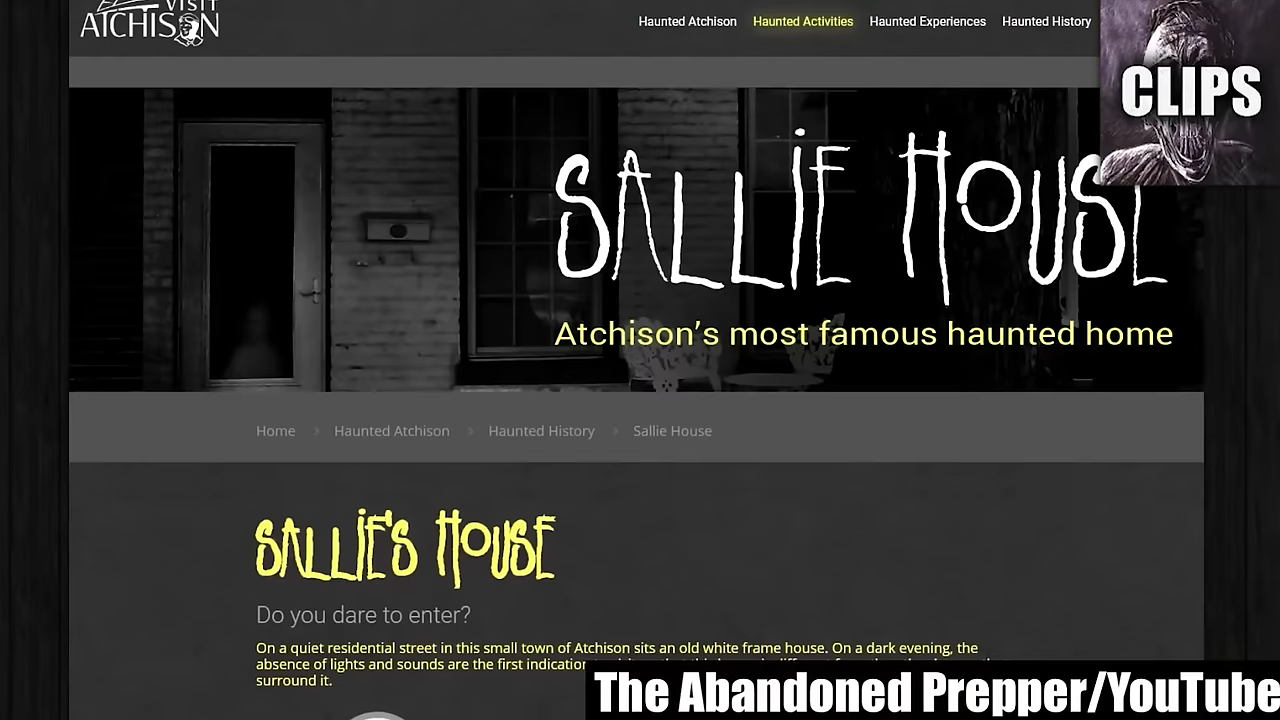 VISIT
ATCHISON
Haunted Atchison Haunted Activities Haunted Experiences Haunted History
CLIPS
SALLIE HOUSE
Atchison's most famous haunted home
Home Haunted Atchison Haunted History Sallie House
SALLIE'S HOUSE
Do you dare to enter?
On a quiet residential street in this small town of Atchison sits an old white frame house. On a dark evening, the
absence of lights and sounds are the first indication
surround it.
The Abandoned Prepper/YouTube